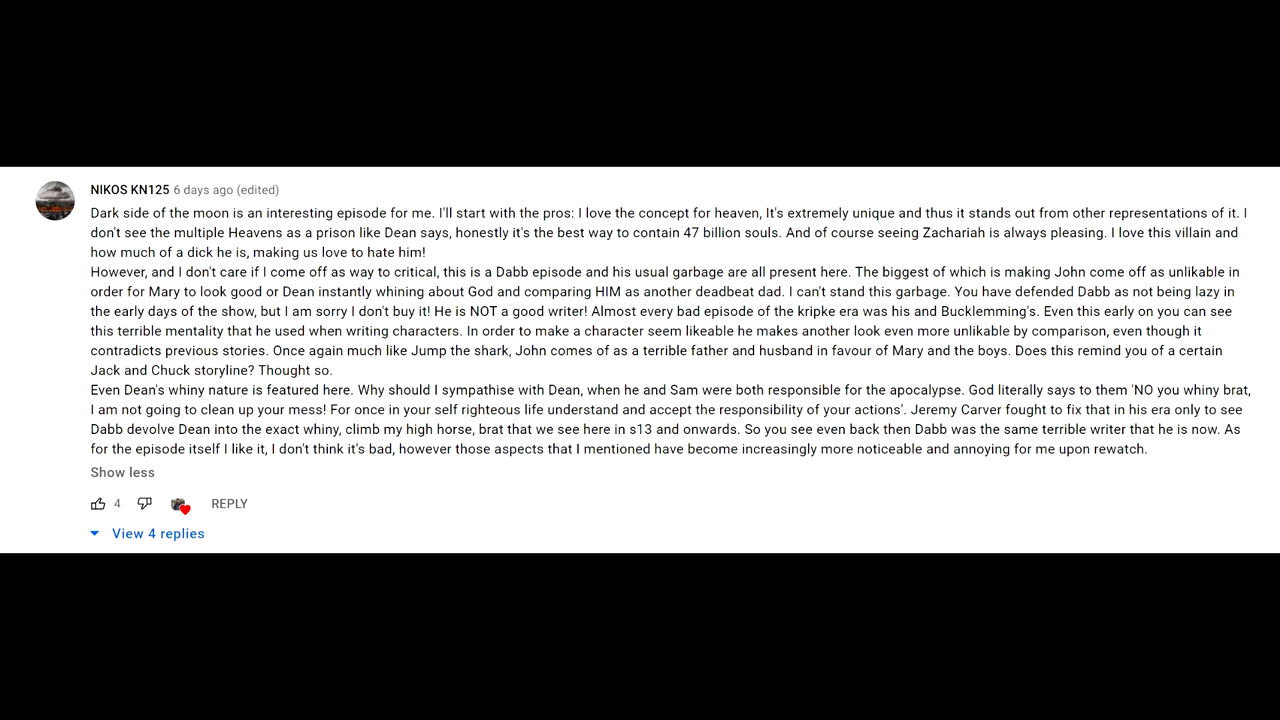 NIKOS KN125 6 days ago (edited)
Dark side of the moon is an interesting episode for me. I'll start with the pros: I love the concept for heaven, It's extremely unique and thus it stands out from other representations of it. I
don't see the multiple Heavens as a prison like Dean says, honestly it's the best way to contain 47 billion souls. And of course seeing Zachariah is always pleasing. I love this villain and
how much of a dick he is, making us love to hate him!
However, and I don't care if I come off as way to critical, this is a Dabb episode and his usual garbage are all present here. The biggest of which is making John come off as unlikable in
order for Mary to look good or Dean instantly whining about God and comparing HIM as another deadbeat dad. I can't stand this garbage. You have defended Dabb as not being lazy in
the early days of the show, but I am sorry I don't buy it! He is NOT a good writer! Almost every bad episode of the kripke era was his and Bucklemming's. Even this early on you can see
this terrible mentality that he used when writing characters. In order to make a character seem likeable he makes another look even more unlikable by comparison, even though it
contradicts previous stories. Once again much like Jump the shark, John comes of as a terrible father and husband in favour of Mary and the boys. Does this remind you of a certain
Jack and Chuck storyline? Thought so.
Even Dean's whiny nature is featured here. Why should I sympathise with Dean, when he and Sam were both responsible for the apocalypse. God literally says to them 'NO you whiny brat,
I am not going to clean up your mess! For once in your self righteous life understand and accept the responsibility of your actions'. Jeremy Carver fought to fix that in his era only to see
Dabb devolve Dean into the exact whiny, climb my high horse, brat that we see here in s13 and onwards. So you see even back then Dabb was the same terrible writer that he is now. As
for the episode itself I like it, I don't think it's bad, however those aspects that I mentioned have become increasingly more noticeable and annoying for me upon rewatch.
Show less
4 REPLY
View 4 replies